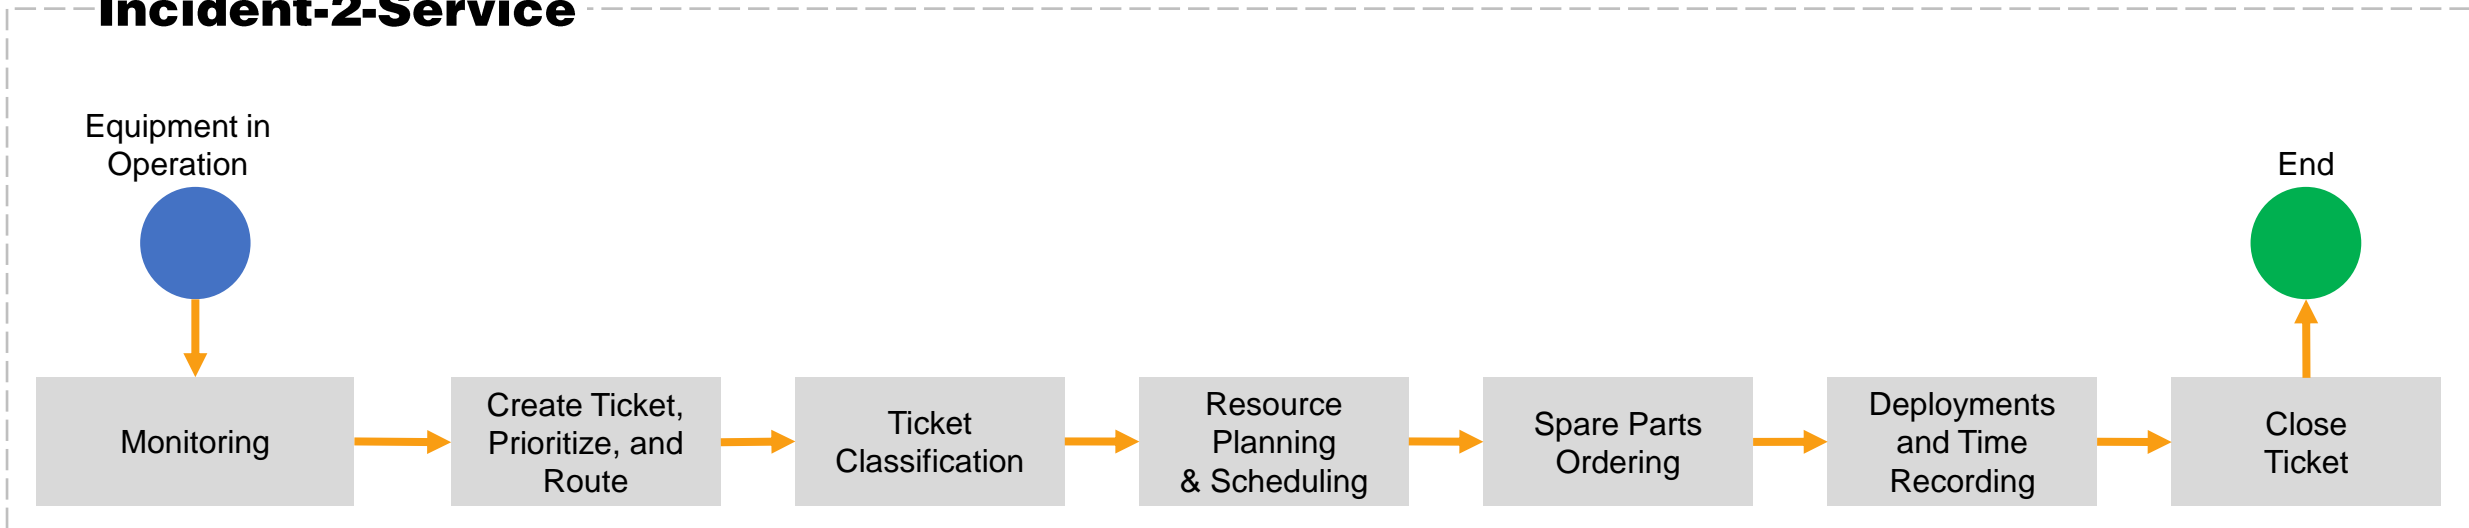 Incident-2-Service
Equipment in
Operation
End
Monitoring
Create Ticket,
Prioritize, and
Route
Ticket
Classification
Resource
Planning
& Scheduling
Spare Parts
Ordering
Deployments
and Time
Recording
Close
Ticket